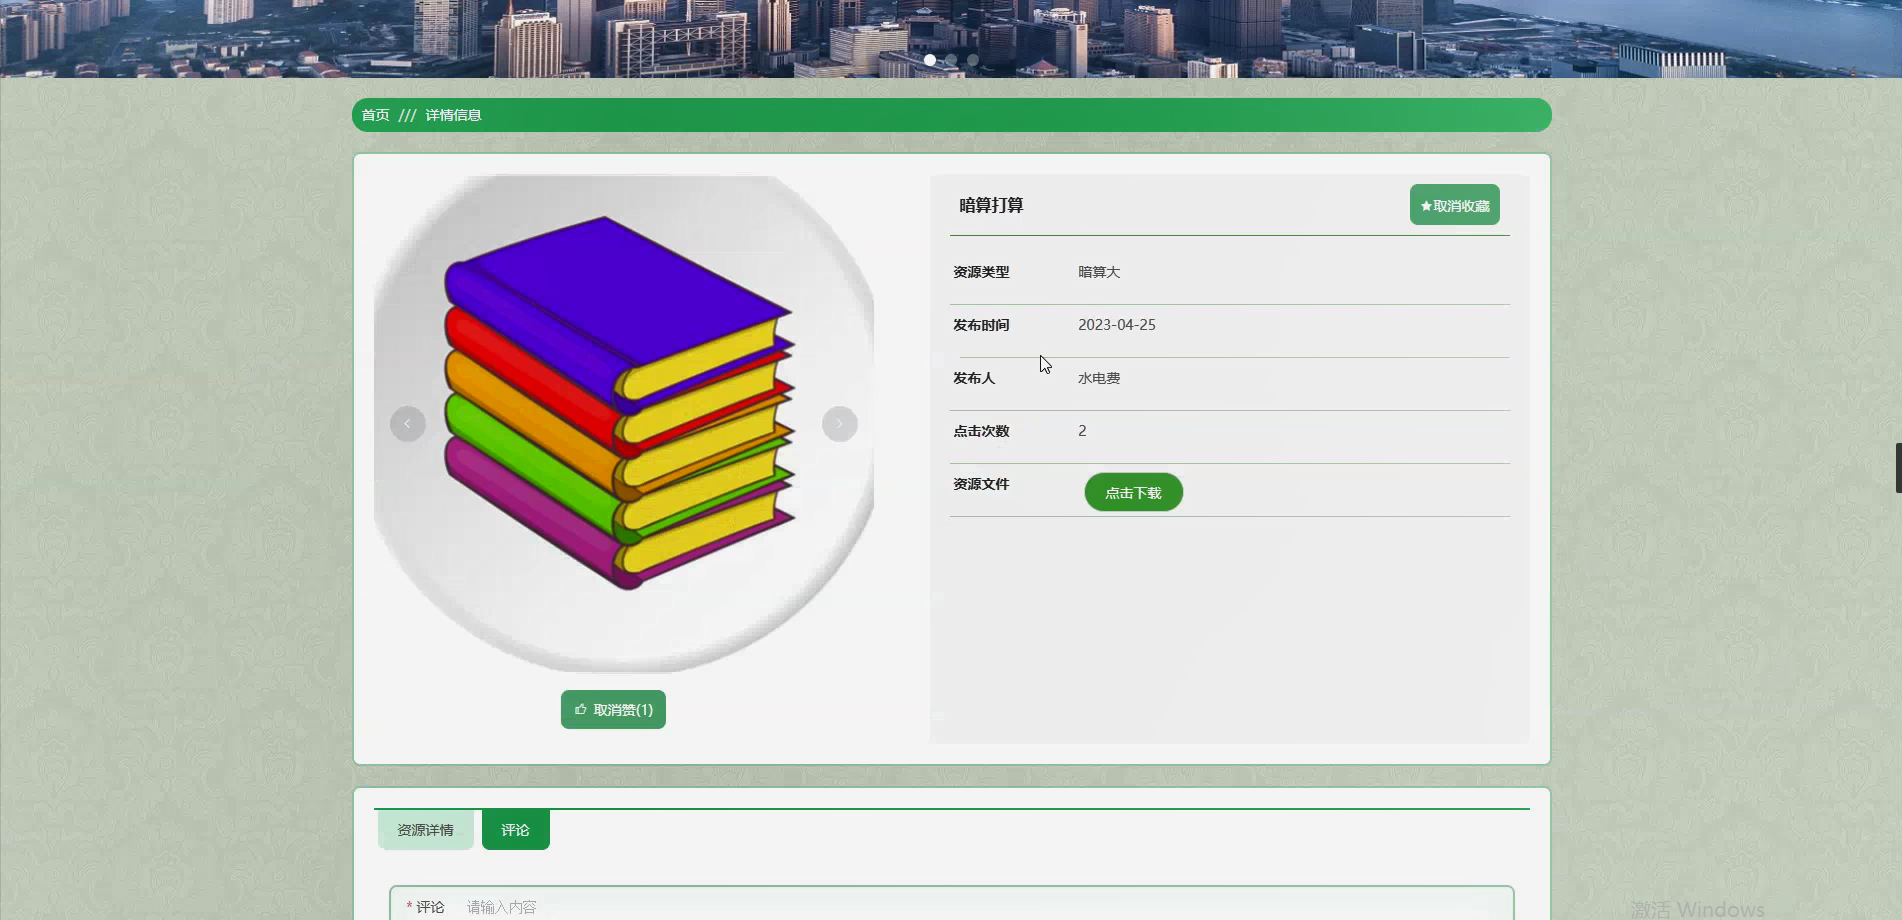 首页 /// 详情信息
暗算打算
★取消收藏
资源类型 暗算大
发布时间 2023-04-25
发布人 水电费
点击次数 2
资源文件 点击下载
取消赞(1)
资源详情 评论
* 评论 请输入内容
激活 Windows